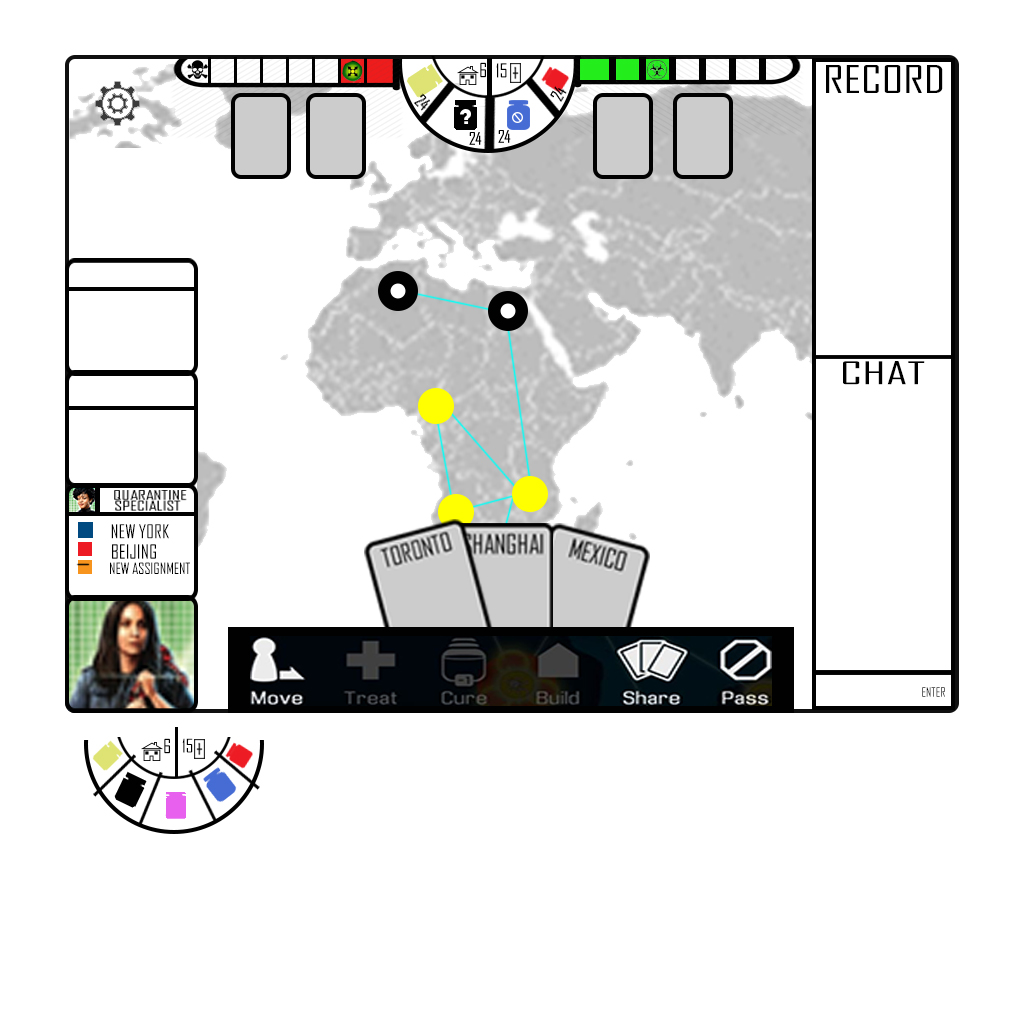 6 15
24 24
? 
24 24
RECORD
QUARANTINE
SPECIALIST
NEW YORK
BEIJING
NEW ASSIGNMENT
TORONTO
SHANGHAI
MEXICO
CHAT
Move
Treat
Cure
Build
Share
Pass
ENTER
6 15